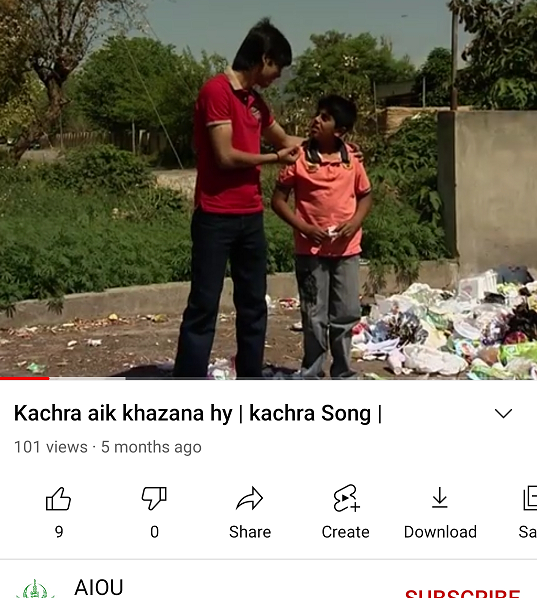 Kachra aik khazana hy | kachra Song |
101 views · 5 months ago
9 0 Share Create Download Sa
AIOU SUBSCRIBE